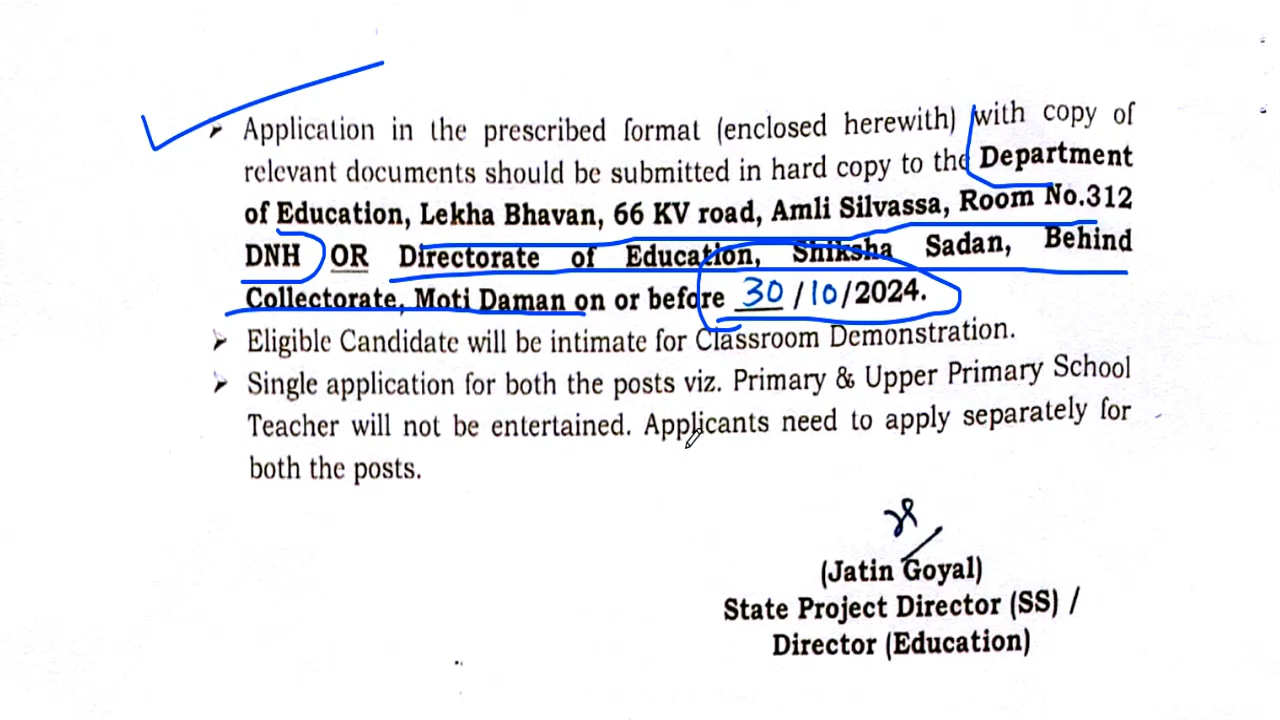 ➤ Application in the prescribed format (enclosed herewith) with copy of
relevant documents should be submitted in hard copy to the Department
of Education, Lekha Bhavan, 66 KV road, Amli Silvassa, Room No.312
DNH OR Directorate of Education, Shiksha Sadan, Behind
Collectorate, Moti Daman on or before 30/10/2024.
➤ Eligible Candidate will be intimate for Classroom Demonstration.
➤ Single application for both the posts viz. Primary & Upper Primary School
Teacher will not be entertained. Applicants need to apply separately for
both the posts.
(Jatin Goyal)
State Project Director (SS) /
Director (Education)